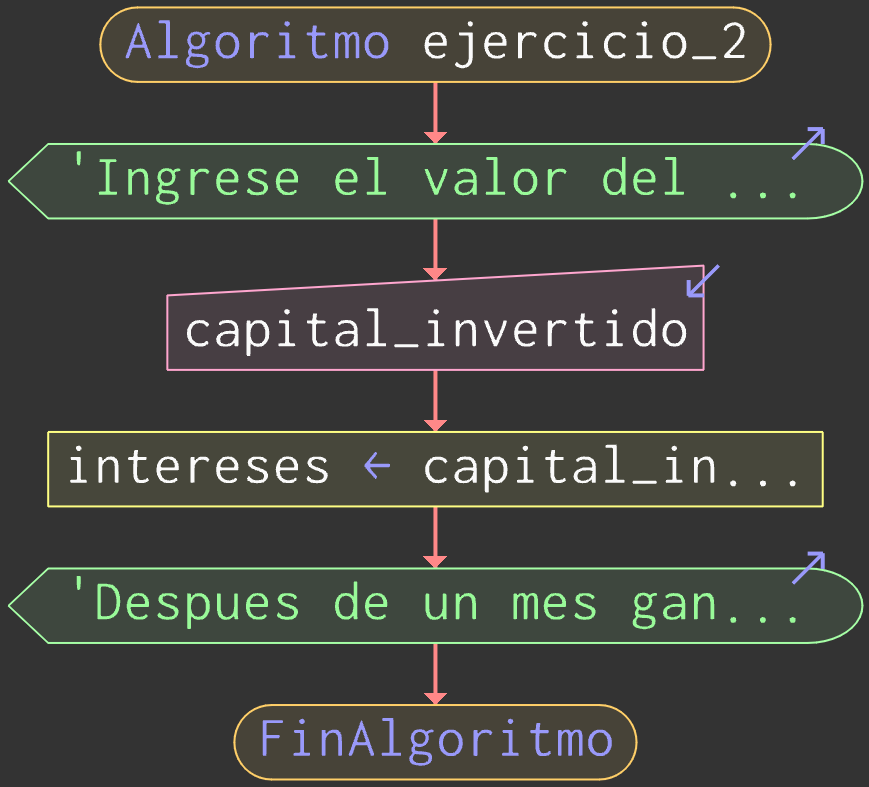 Algoritmo ejercicio_2
'Ingrese el valor del ...
capital_invertido
intereses ← capital_in...
'Despues de un mes gan...
FinAlgoritmo